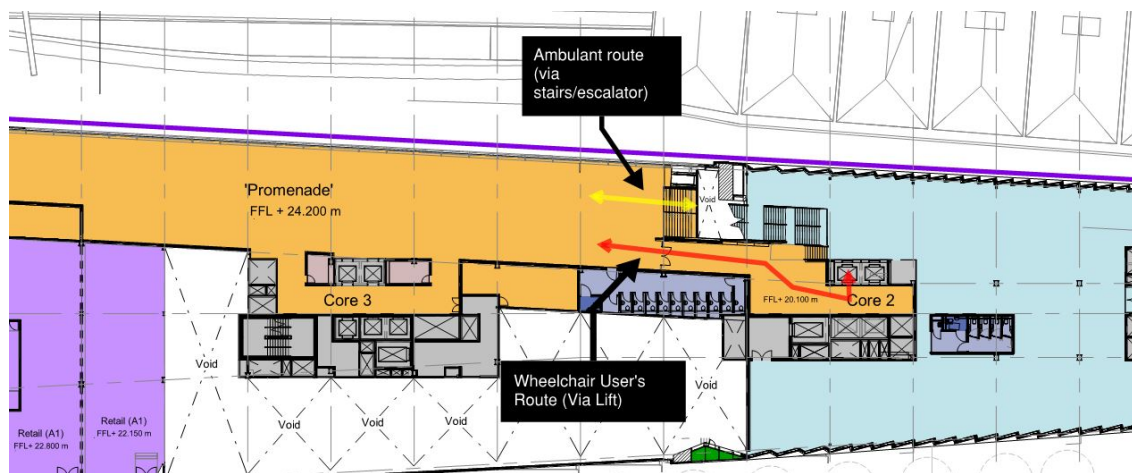 Ambulant route
(via
stairs/escalator)
'Promenade'
FFL + 24.200 m
Void
Core 3
FFL + 20.100 m
Core 2
Void
Wheelchair User's
Route (Via Lift)
Void
Void
Void
Void
Void
Retail (A1)
FFL+ 22.800 m
Retail (A1)
FFL+ 22.150 m